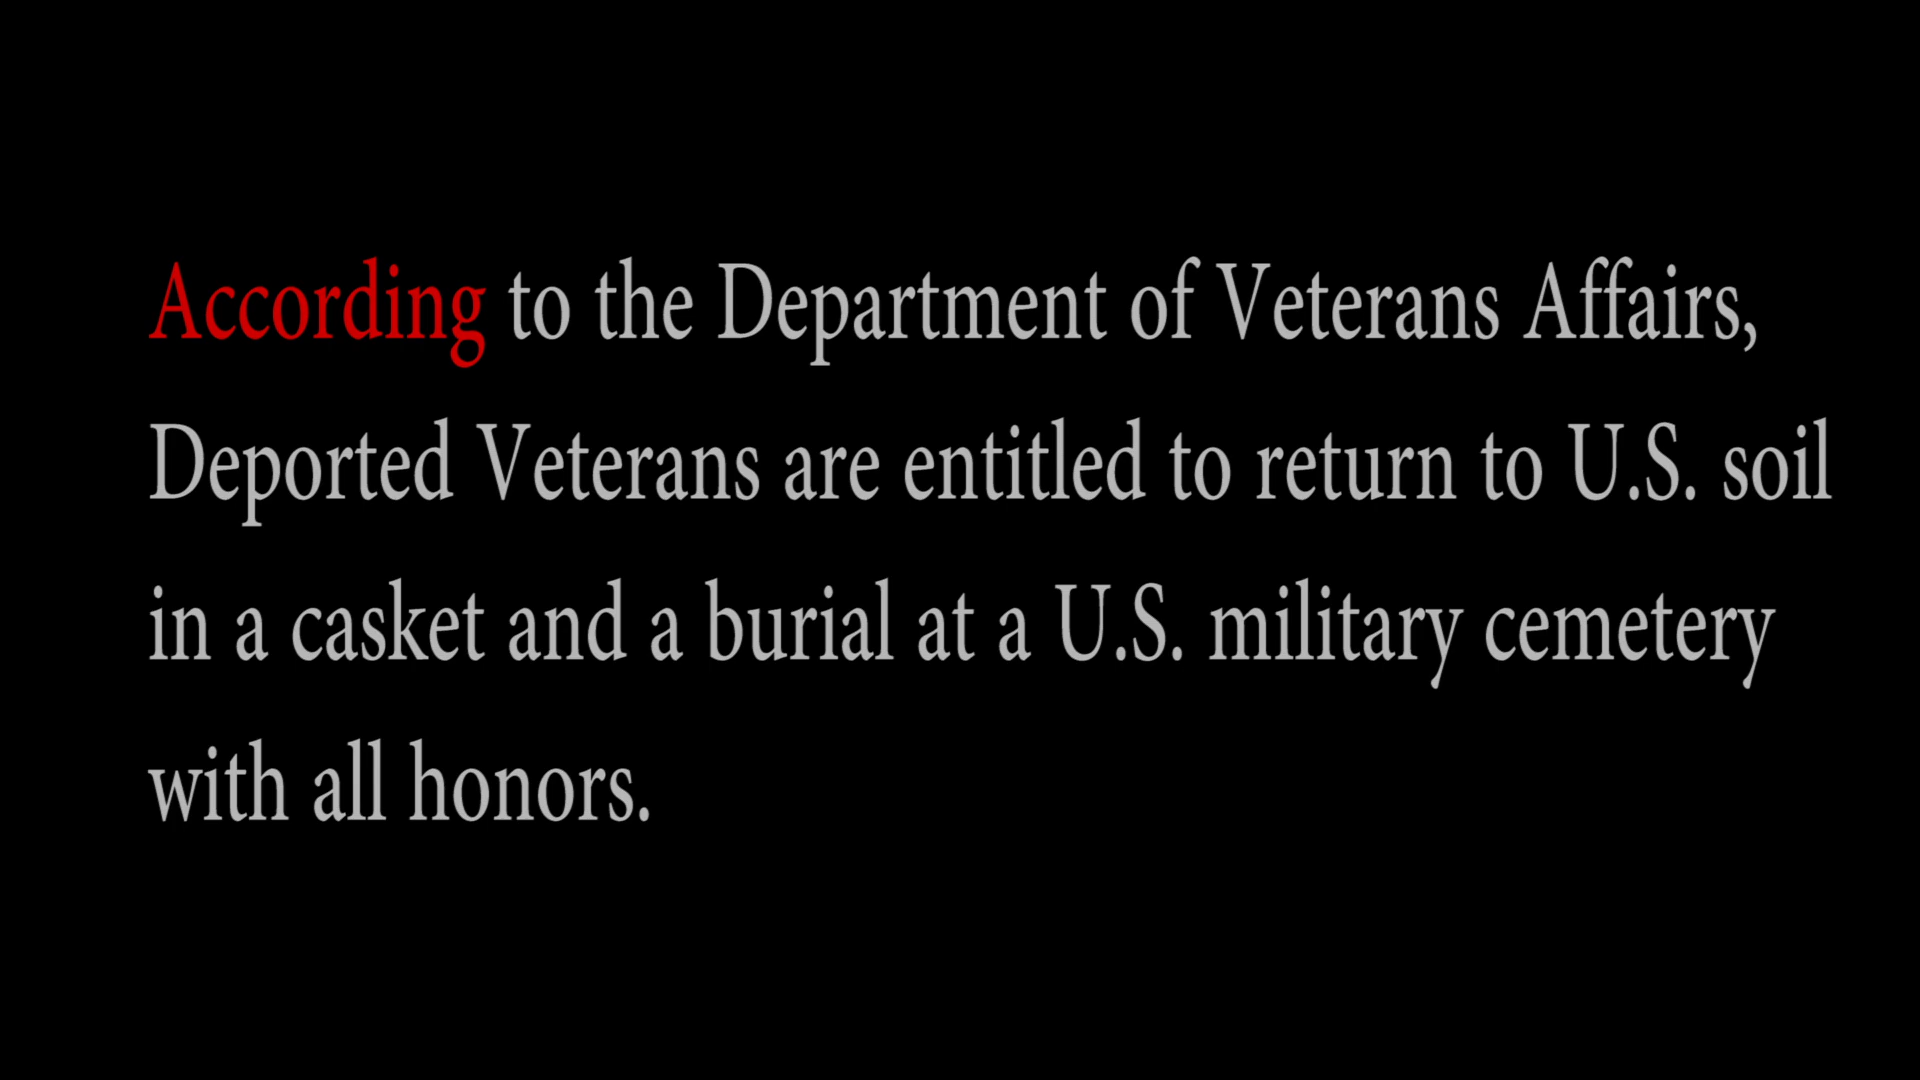 According to the Department of Veterans Affairs,
Deported Veterans are entitled to return to U.S. soil
in a casket and a burial at a U.S. military cemetery
with all honors.